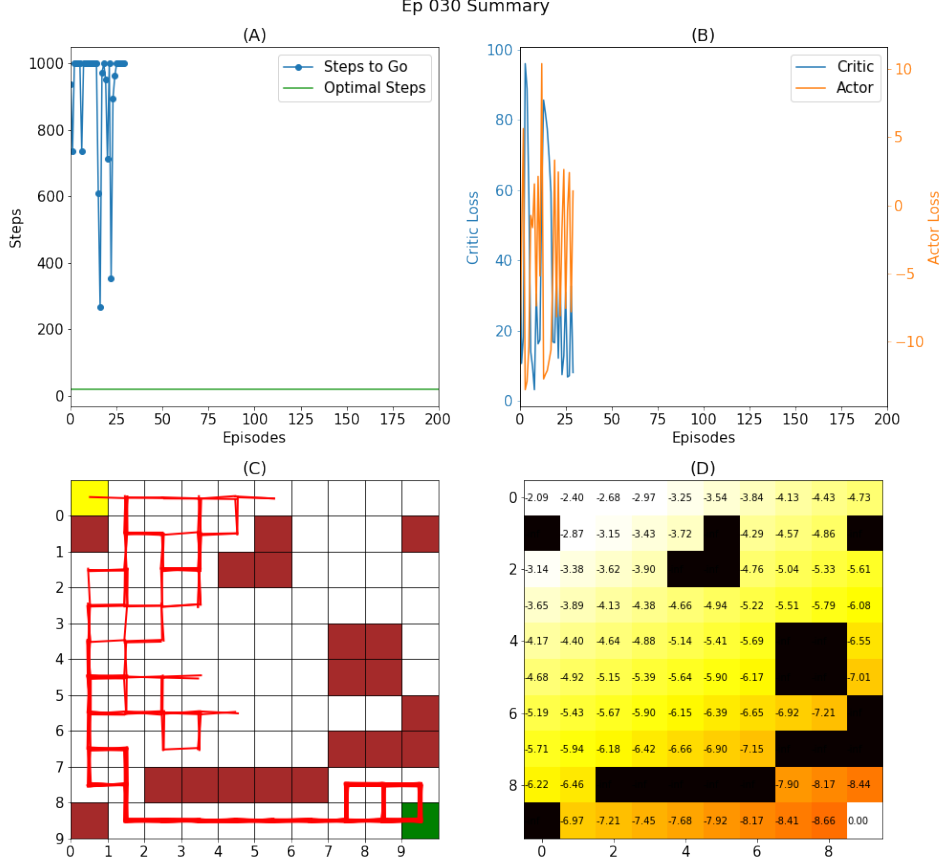 Ep 030 Summary
(A)
1000
800
600
400
200
0
Steps
Steps to Go
Optimal Steps
0 25 50 75 100 125 150 175 200
Episodes
(B)
100
80
60
40
20
0
Critic Loss
Critic
Actor
10
5
0
−5
−10
Actor Loss
0 25 50 75 100 125 150 175 200
Episodes
(C)
0
1
2
3
4
5
6
7
8
9
0 1 2 3 4 5 6 7 8 9
(D)
0 -2.09 -2.40 -2.68 -2.97 -3.25 -3.54 -3.84 -4.13 -4.43 -4.73
-2.87 -3.15 -3.43 -3.72 -4.29 -4.57 -4.86
2 -3.14 -3.38 -3.62 -3.90 -4.76 -5.04 -5.33 -5.61
-3.65 -3.89 -4.13 -4.38 -4.66 -4.94 -5.22 -5.51 -5.79 -6.08
4 -4.17 -4.40 -4.64 -4.88 -5.14 -5.41 -5.69 -6.55
-4.68 -4.92 -5.15 -5.39 -5.64 -5.90 -6.17 -7.01
6 -5.19 -5.43 -5.67 -5.90 -6.15 -6.39 -6.65 -6.92 -7.21
-5.71 -5.94 -6.18 -6.42 -6.66 -6.90 -7.15
8 -6.22 -6.46 -7.90 -8.17 -8.44
-6.97 -7.21 -7.45 -7.68 -7.92 -8.17 -8.41 -8.66 0.00
0 2 4 6 8